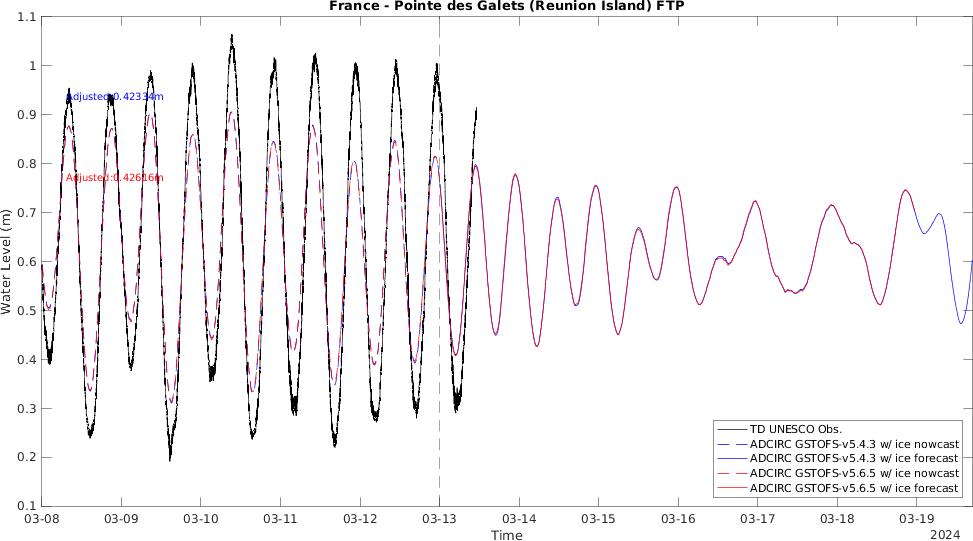 France - Pointe des Galets (Reunion Island) FTP
1.1
1
0.9
0.8
0.7
0.6
0.5
0.4
0.3
0.2
0.1
Water Level (m)
Adjusted:0.42334m
Adjusted:0.42616m
TD UNESCO Obs.
ADCIRC GSTOFS-v5.4.3 w/ ice nowcast
ADCIRC GSTOFS-v5.4.3 w/ ice forecast
ADCIRC GSTOFS-v5.6.5 w/ ice nowcast
ADCIRC GSTOFS-v5.6.5 w/ ice forecast
03-08 03-09 03-10 03-11 03-12 03-13 03-14 03-15 03-16 03-17 03-18 03-19
Time
2024